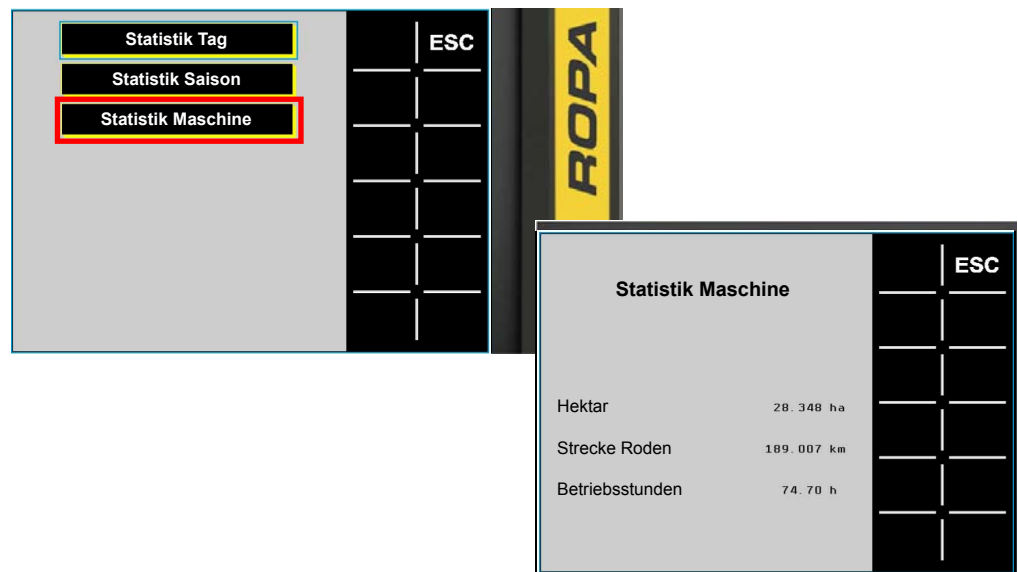 Statistik Tag
ESC
Statistik Saison
Statistik Maschine
ROPA
ESC
Statistik Maschine
Hektar 28.348 ha
Strecke Roden 189.007 km
Betriebsstunden 74.70 h